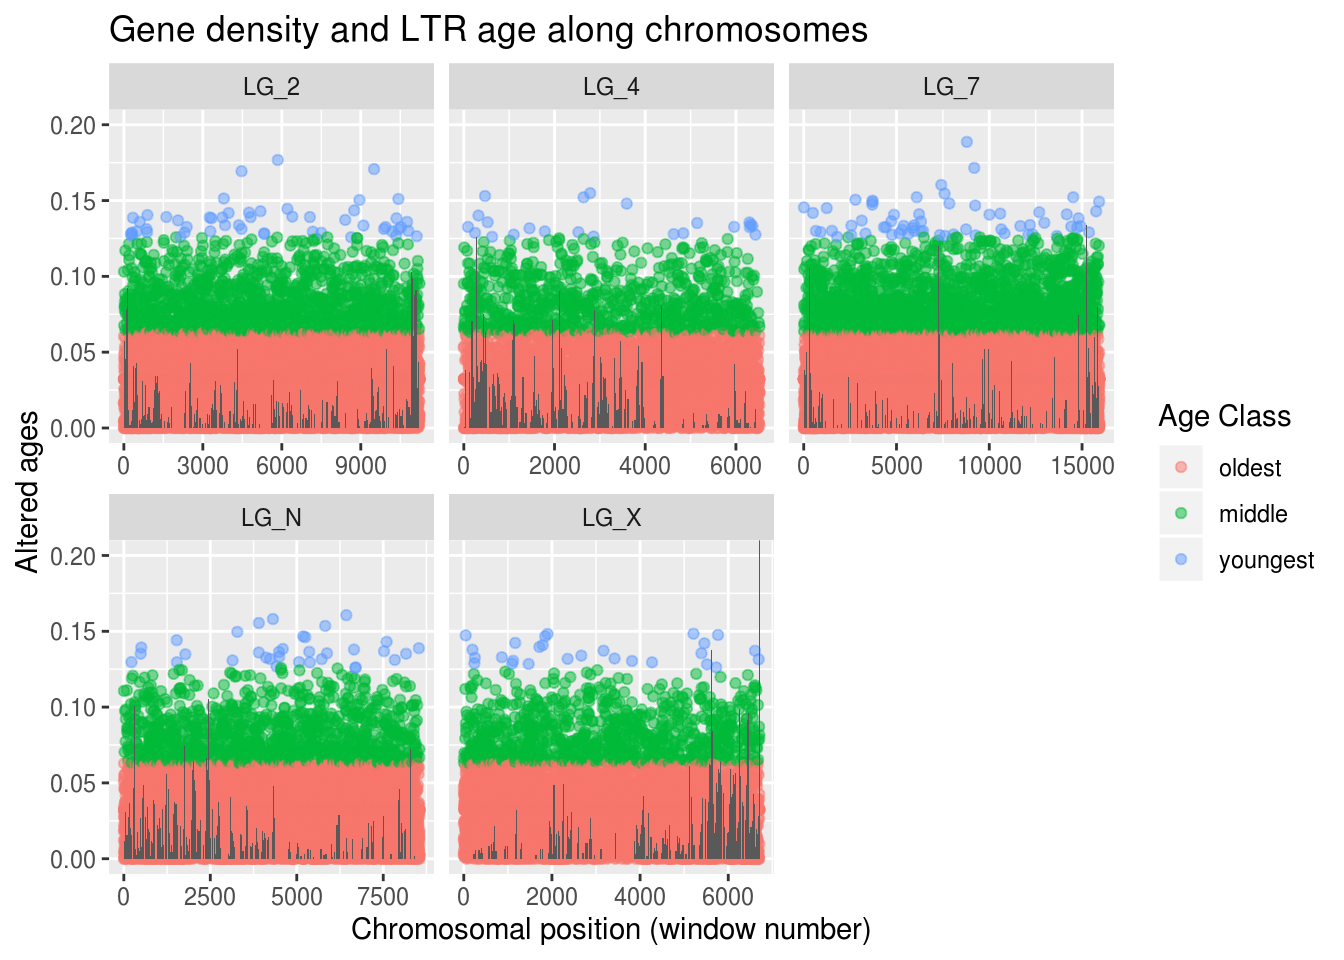 Gene density and LTR age along chromosomes
LG_2 LG_4 LG_7
0.20
0.15
0.10
0.05
0.00
0 3000 6000 9000 0 2000 4000 6000 0 5000 10000 15000
Altered ages
LG_N LG_X
0.20
0.15
0.10
0.05
0.00
0 2500 5000 7500 0 2000 4000 6000
Chromosomal position (window number)
Age Class
oldest
middle
youngest